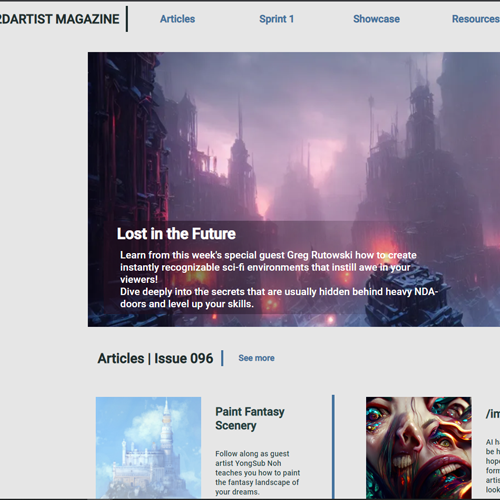 2DARTIST MAGAZINE
Articles
Sprint 1
Showcase
Resources
Lost in the Future
Learn from this week's special guest Greg Rutowski how to create
instantly recognizable sci-fi environments that instill awe in your
viewers!
Dive deeply into the secrets that are usually hidden behind heavy NDA-
doors and level up your skills.
Articles | Issue 096
See more
Paint Fantasy
Scenery
Follow along as guest
artist YongSub Noh
teaches you how to paint
the fantasy landscape of
your dreams.
AI h
be h
hop
form
artis
look